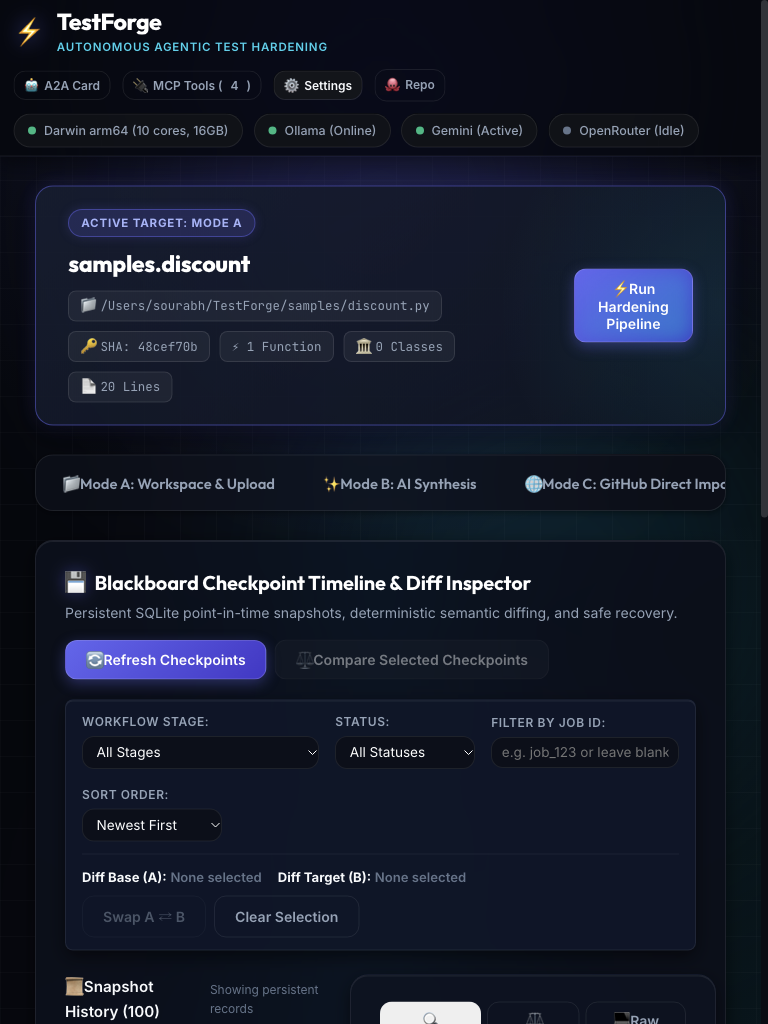 TestForge
AUTONOMOUS AGENTIC TEST HARDENING
A2A Card
MCP Tools ( 4 )
Settings
Repo
Darwin arm64 (10 cores, 16GB)
Ollama (Online)
Gemini (Active)
OpenRouter (Idle)
ACTIVE TARGET: MODE A
samples.discount
/Users/sourabh/TestForge/samples/discount.py
SHA: 48cef70b
⚡ 1 Function
0 Classes
20 Lines
⚡Run
Hardening
Pipeline
Mode A: Workspace & Upload
Mode B: AI Synthesis
Mode C: GitHub Direct Impo
Blackboard Checkpoint Timeline & Diff Inspector
Persistent SQLite point-in-time snapshots, deterministic semantic diffing, and safe recovery.
Refresh Checkpoints
Compare Selected Checkpoints
WORKFLOW STAGE:
STATUS:
FILTER BY JOB ID:
All Stages
All Statuses
e.g. job_123 or leave blank
SORT ORDER:
Newest First
Diff Base (A): None selected
Diff Target (B): None selected
Swap A ⇄ B
Clear Selection
Snapshot
History (100)
Showing persistent
records
Raw